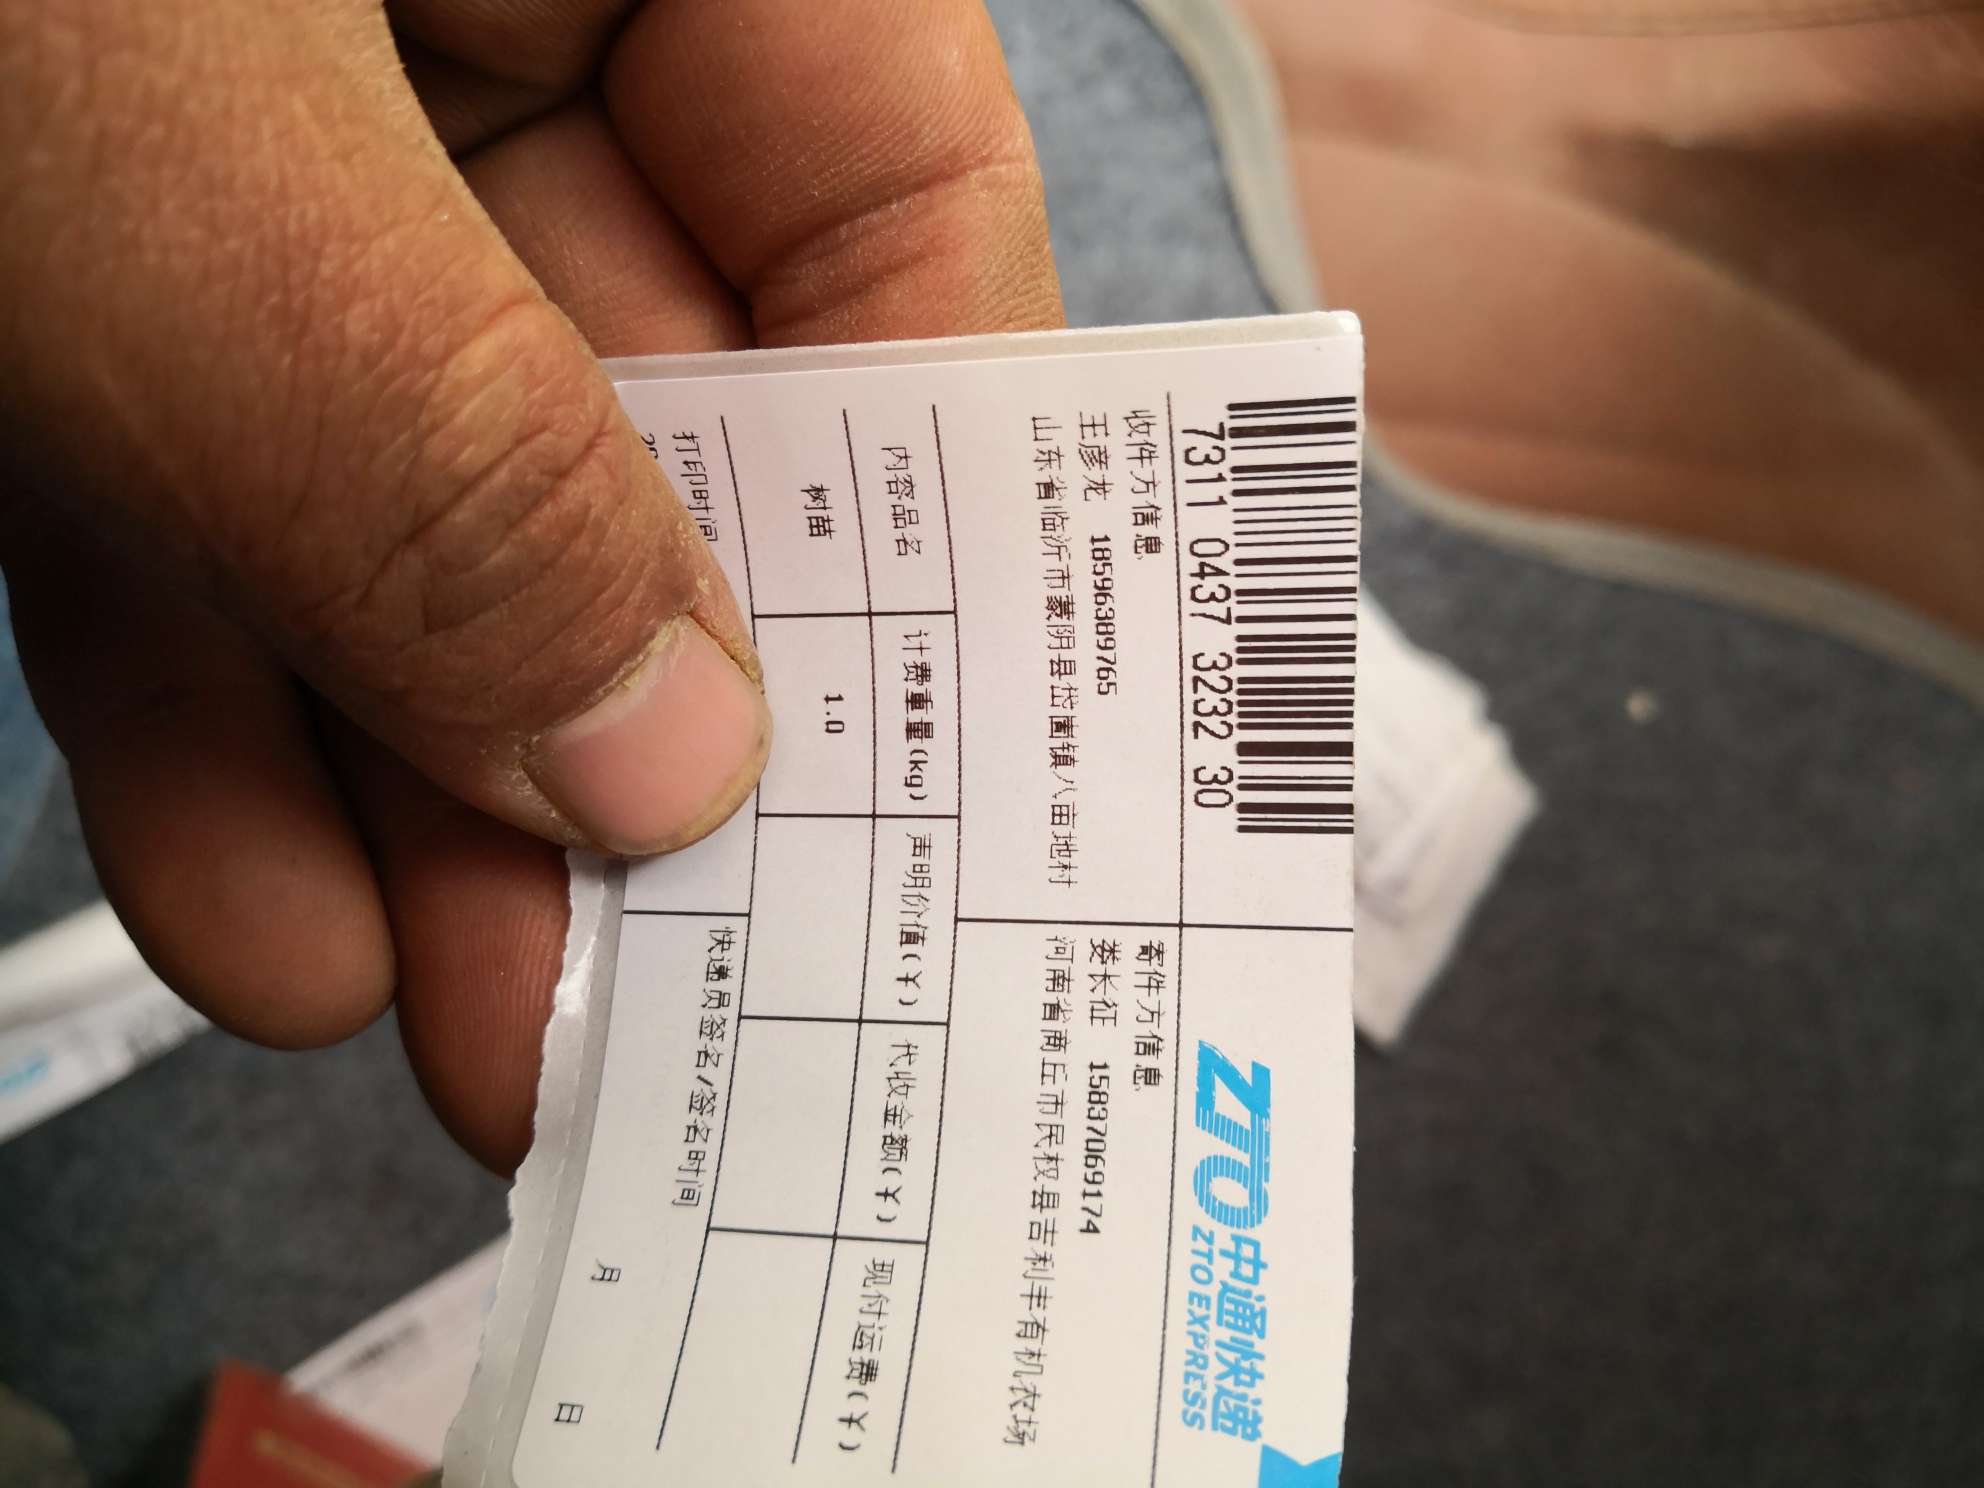 7311 0437 3232 30
ZTO中通快递
ZTO EXPRESS
收件方信息
王彦龙 18596389765
山东省临沂市蒙阴县岱崮镇八亩地村
寄件方信息
娄长征 15837069174
河南省商丘市民权县吉利丰有机农场
内容品名 计费重量(kg) 声明价值(¥) 代收金额(¥) 现付运费(¥)
树苗 1.0
打印时间
快递员签名/签名时间
月 日